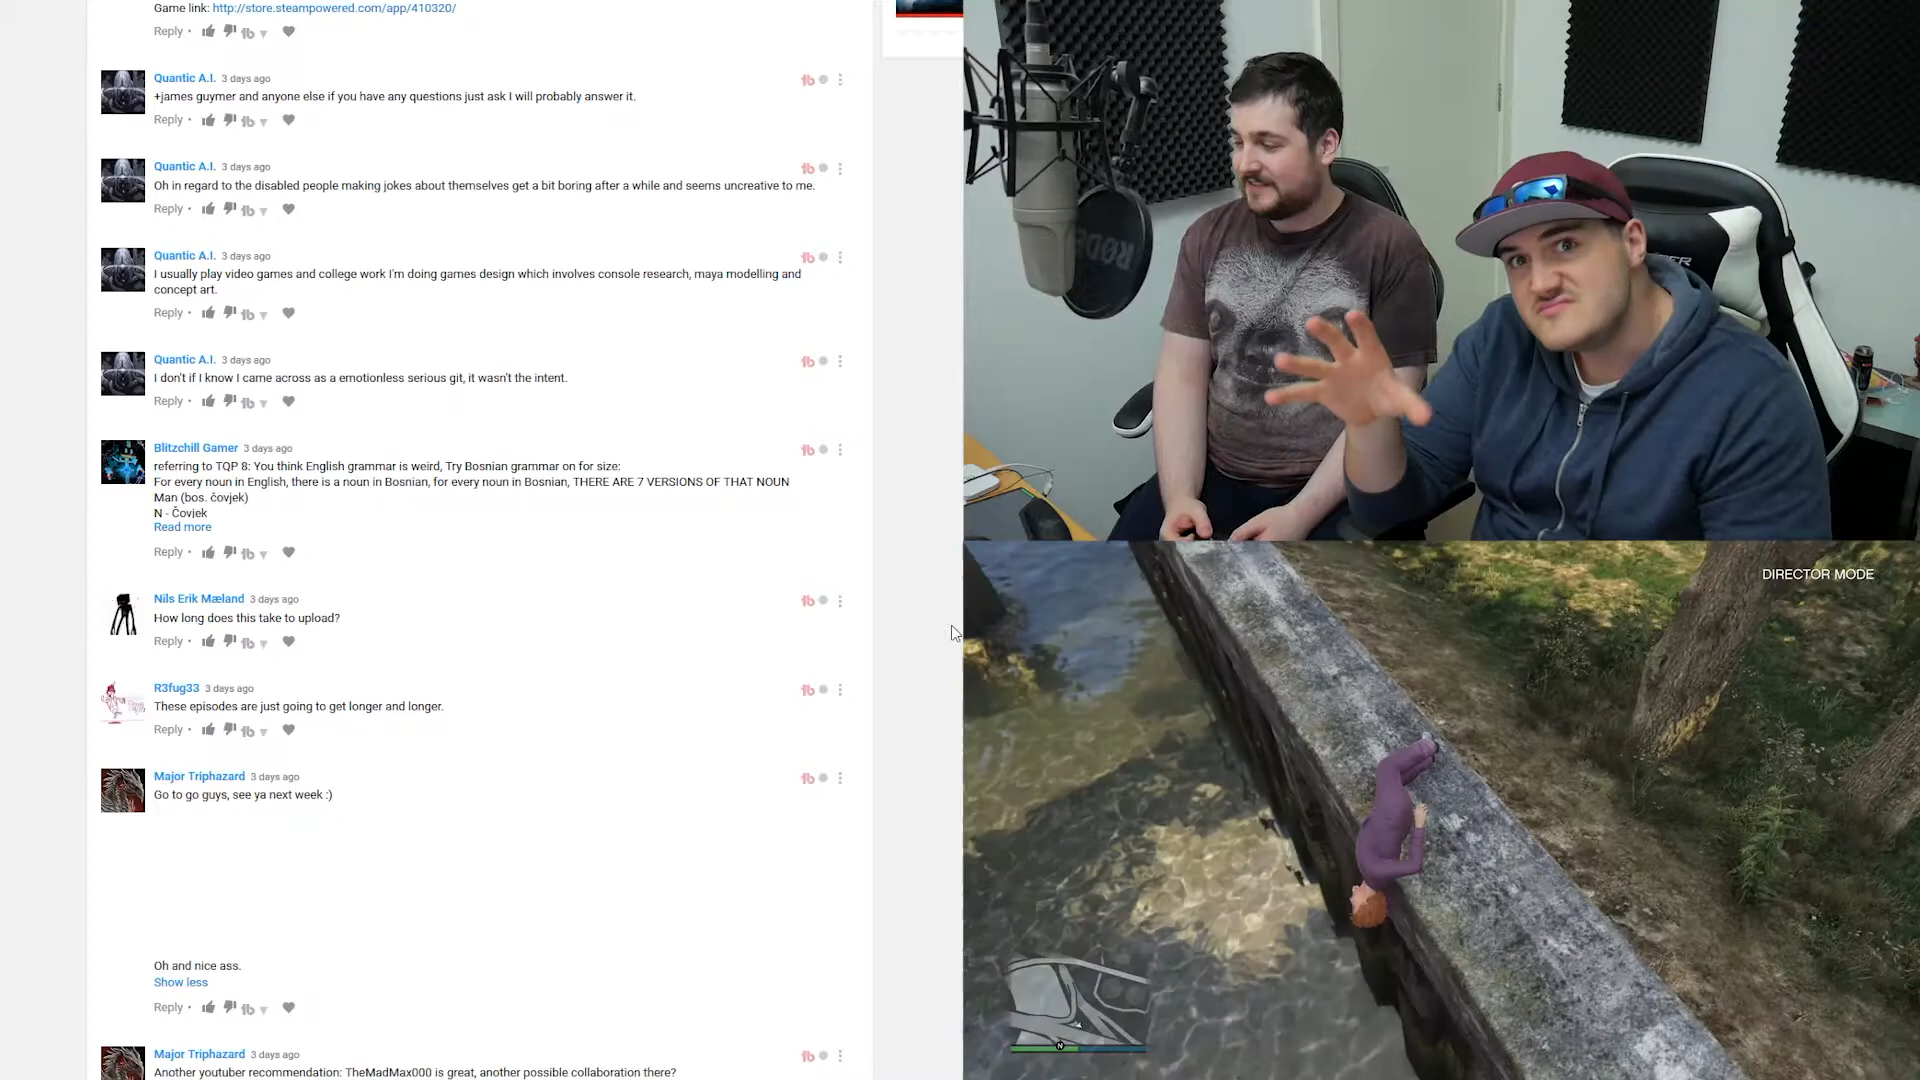 Game link: http://store.steampowered.com/app/410320/
Reply •
Quantic A.I. 3 days ago
+james guymer and anyone else if you have any questions just ask I will probably answer it.
Reply •
Quantic A.I. 3 days ago
Oh in regard to the disabled people making jokes about themselves get a bit boring after a while and seems uncreative to me.
Reply •
Quantic A.I. 3 days ago
I usually play video games and college work I'm doing games design which involves console research, maya modelling and
concept art.
Reply •
Quantic A.I. 3 days ago
I don't if I know I came across as a emotionless serious git, it wasn't the intent.
Reply •
Blitzchill Gamer 3 days ago
referring to TQP 8: You think English grammar is weird, Try Bosnian grammar on for size:
For every noun in English, there is a noun in Bosnian, for every noun in Bosnian, THERE ARE 7 VERSIONS OF THAT NOUN
Man (bos. čovjek)
N - Čovjek
Read more
Reply •
Nils Erik Mæland 3 days ago
How long does this take to upload?
Reply •
R3fug33 3 days ago
These episodes are just going to get longer and longer.
Reply •
Major Triphazard 3 days ago
Go to go guys, see ya next week :)
Oh and nice ass.
Show less
Reply •
Major Triphazard 3 days ago
Another youtuber recommendation: TheMadMax000 is great, another possible collaboration there?
RØDE
DIRECTOR MODE
N